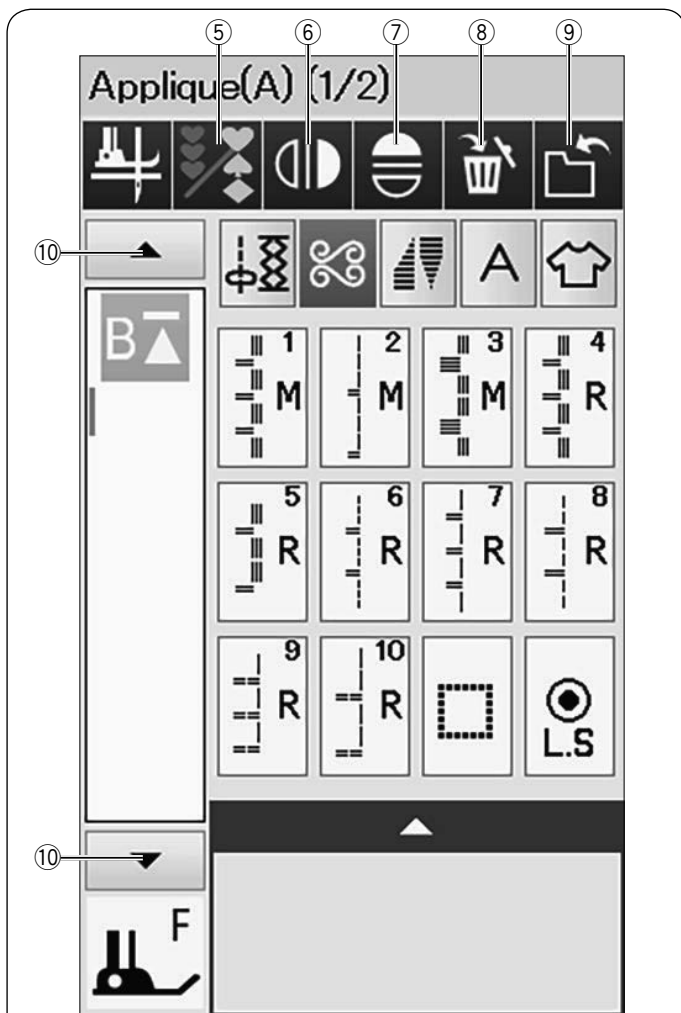 ⑤ ⑥ ⑦ ⑧ ⑨
Applique(A) (1/2)
⑩
A
B
1 M
2 M
3 M
4 R
5 R
6 R
7 R
8 R
9 R
10 R
L.S
⑩
F